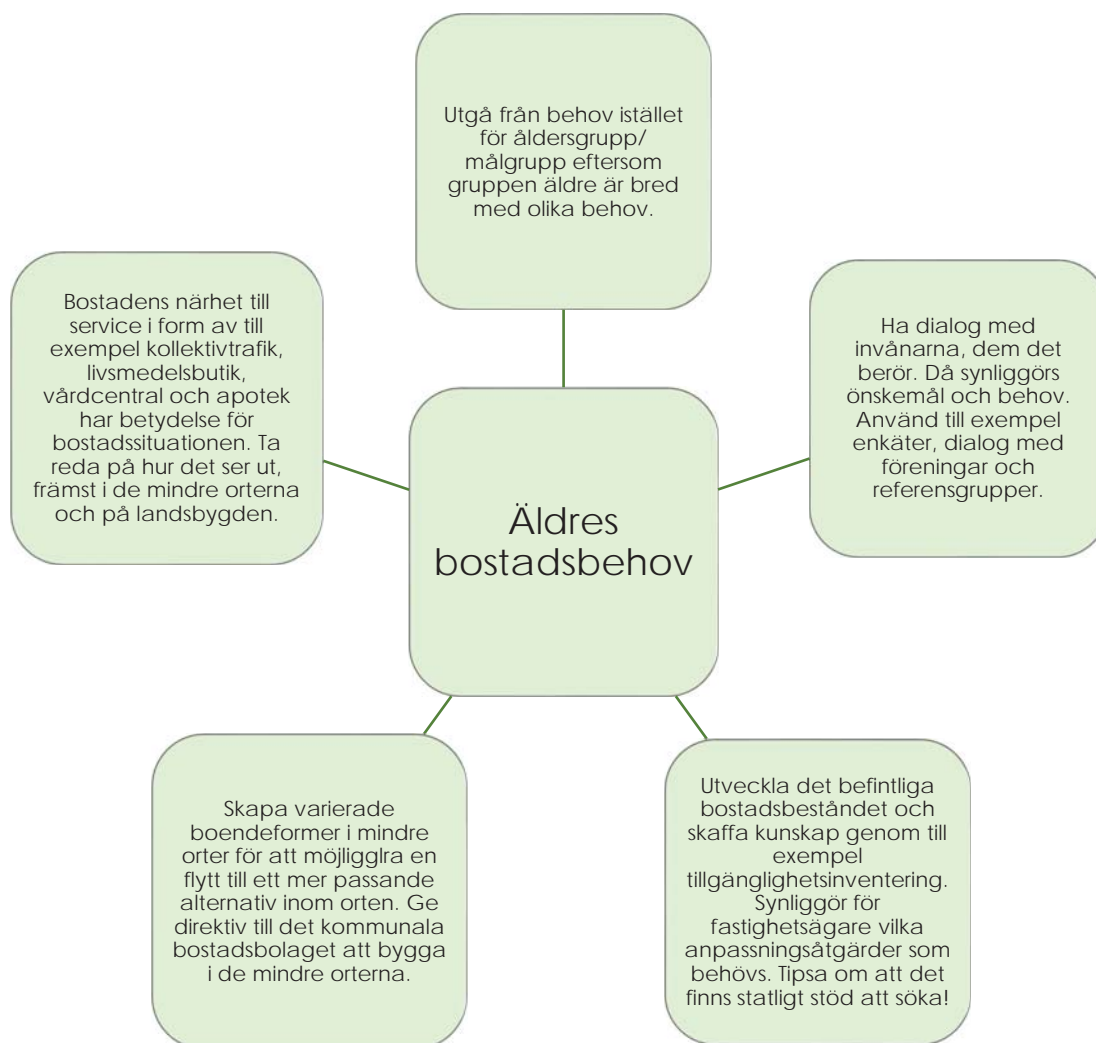 Utgå från behov istället
för åldersgrupp/
målgrupp eftersom
gruppen äldre är bred
med olika behov.
Bostadens närhet till
service i form av till
exempel kollektivtrafik,
livsmedelsbutik,
vårdcentral och apotek
har betydelse för
bostadssituationen. Ta
reda på hur det ser ut,
främst i de mindre orterna
och på landsbygden.
Ha dialog med
invånarna, dem det
berör. Då synliggörs
önskemål och behov.
Använd till exempel
enkäter, dialog med
föreningar och
referensgrupper.
Äldres
bostadsbehov
Skapa varierade
boendeformer i mindre
orter för att möjligglra en
flytt till ett mer passande
alternativ inom orten. Ge
direktiv till det kommunala
bostadsbolaget att bygga
i de mindre orterna.
Utveckla det befintliga
bostadsbeståndet och
skaffa kunskap genom till
exempel
tillgänglighetsinventering.
Synliggör för
fastighetsägare vilka
anpassningsåtgärder som
behövs. Tipsa om att det
finns statligt stöd att söka!